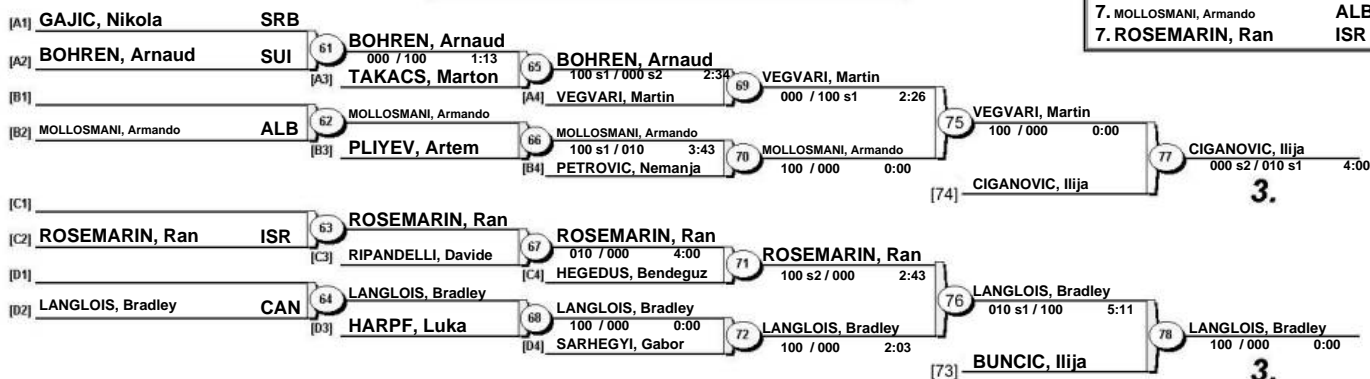 7. MOLLOSMANI, Armando ALB
7. ROSEMARIN, Ran ISR
[A1] GAJIC, Nikola SRB
[A2] BOHREN, Arnaud SUI
61
BOHREN, Arnaud
000 / 100 1:13
[A3] TAKACS, Marton
65
BOHREN, Arnaud
100 s1 / 000 s2 2:34
[A4] VEGVARI, Martin
69
VEGVARI, Martin
000 / 100 s1 2:26
[B1]
[B2] MOLLOSMANI, Armando ALB
62
MOLLOSMANI, Armando
[B3] PLIYEV, Artem
66
MOLLOSMANI, Armando
100 s1 / 010 3:43
[B4] PETROVIC, Nemanja
70
MOLLOSMANI, Armando
100 / 000 0:00
75
VEGVARI, Martin
100 / 000 0:00
[74] CIGANOVIC, Ilija
77
CIGANOVIC, Ilija
000 s2 / 010 s1 4:00
3.
[C1]
[C2] ROSEMARIN, Ran ISR
63
ROSEMARIN, Ran
[C3] RIPANDELLI, Davide
67
ROSEMARIN, Ran
010 / 000 4:00
[C4] HEGEDUS, Bendeguz
71
ROSEMARIN, Ran
100 s2 / 000 2:43
[D1]
[D2] LANGLOIS, Bradley CAN
64
LANGLOIS, Bradley
[D3] HARPF, Luka
68
LANGLOIS, Bradley
100 / 000 0:00
[D4] SARHEGYI, Gabor
72
LANGLOIS, Bradley
100 / 000 2:03
76
LANGLOIS, Bradley
010 s1 / 100 5:11
[73] BUNCIC, Ilija
78
LANGLOIS, Bradley
100 / 000 0:00
3.